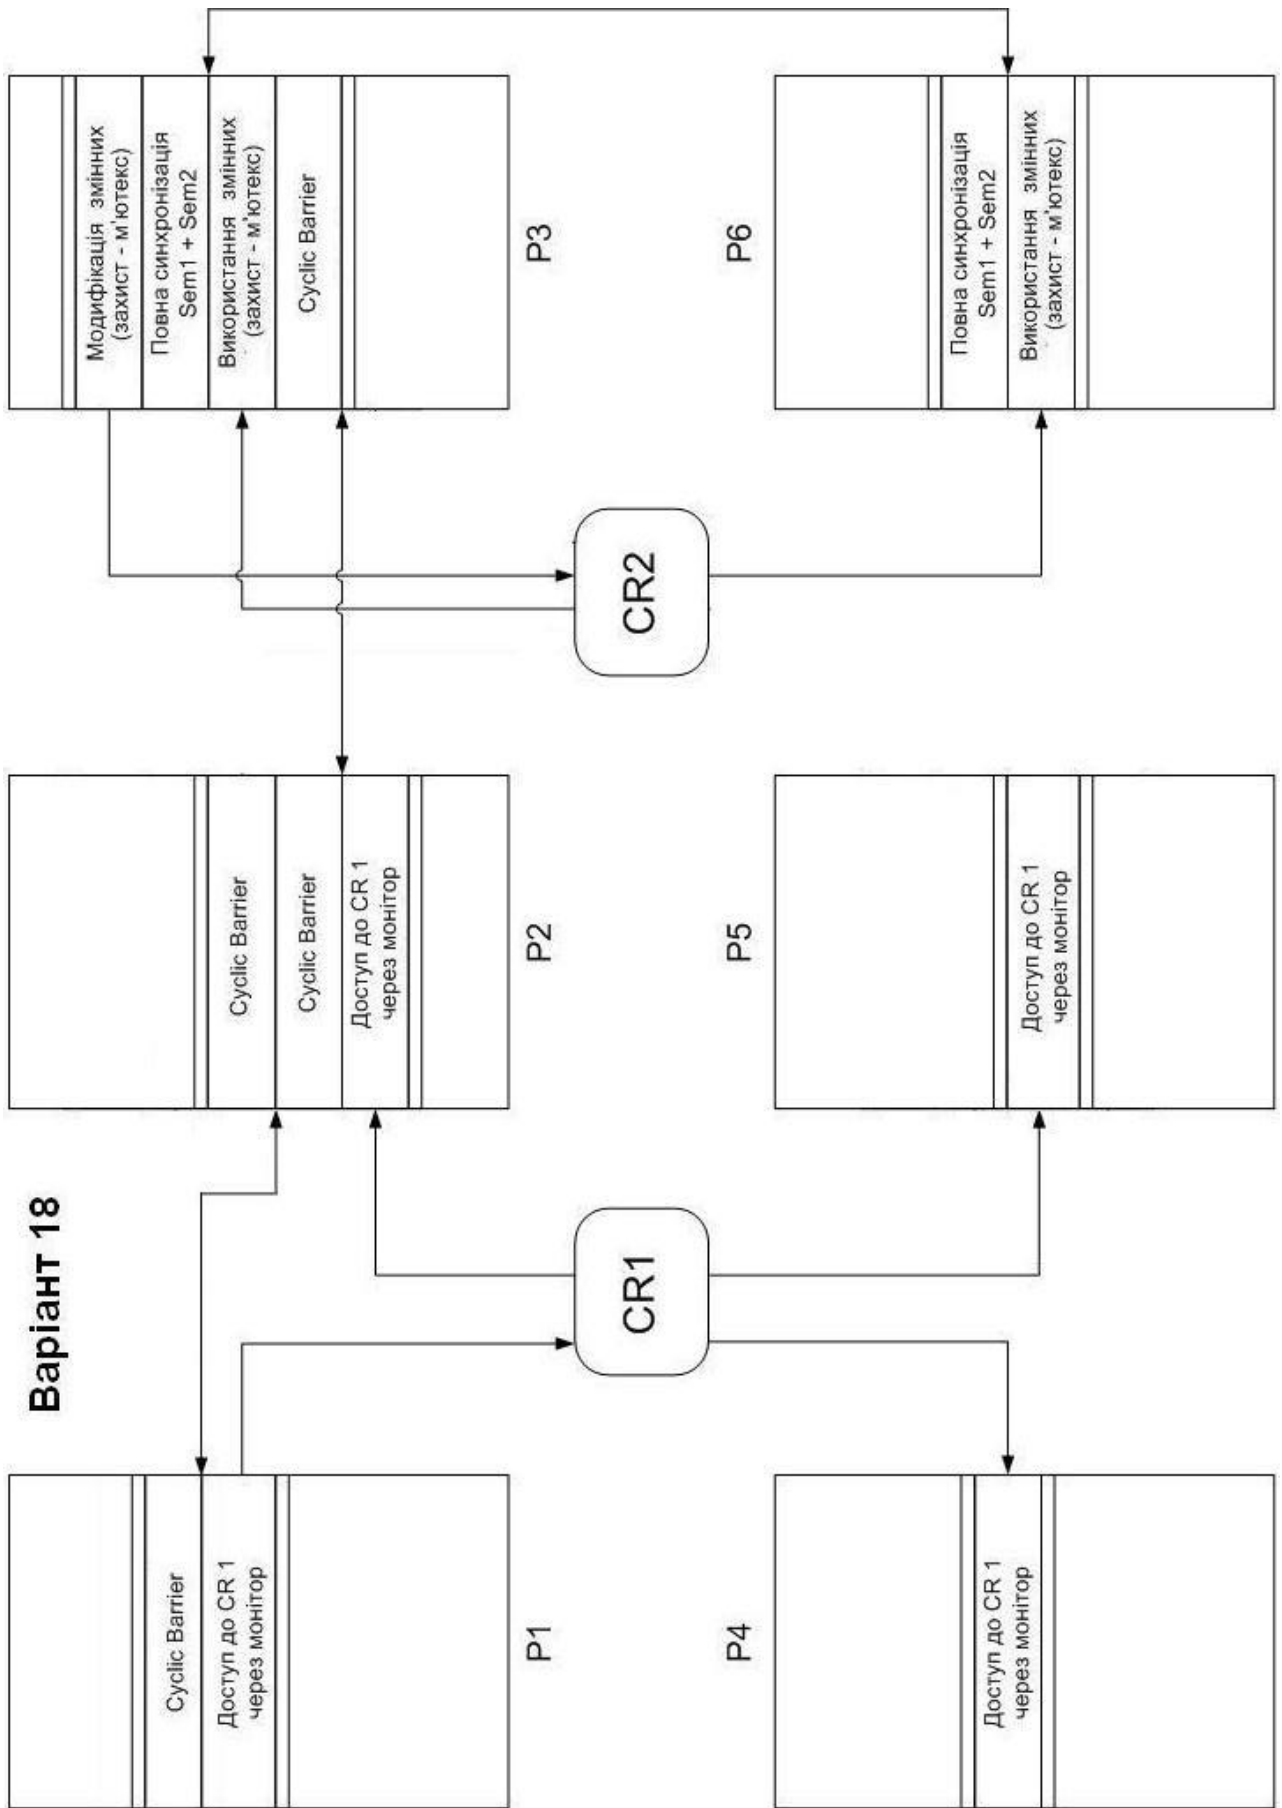 Варіант 18
Cyclic Barrier
Доступ до CR 1
через монітор
P1
Cyclic Barrier
Cyclic Barrier
Доступ до CR 1
через монітор
P2
Модифікація змінних
(захист - м'ютекс)
Повна синхронізація
Sem1 + Sem2
Використання змінних
(захист - м'ютекс)
Cyclic Barrier
P3
CR1
CR2
P4
Доступ до CR 1
через монітор
P5
Доступ до CR 1
через монітор
P6
Повна синхронізація
Sem1 + Sem2
Використання змінних
(захист - м'ютекс)